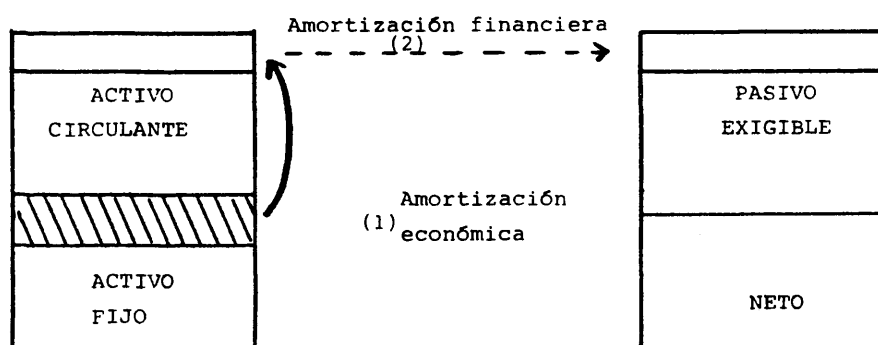 Amortización financiera
(2)
ACTIVO
CIRCULANTE
PASIVO
EXIGIBLE
Amortización
(1)
económica
ACTIVO
FIJO
NETO